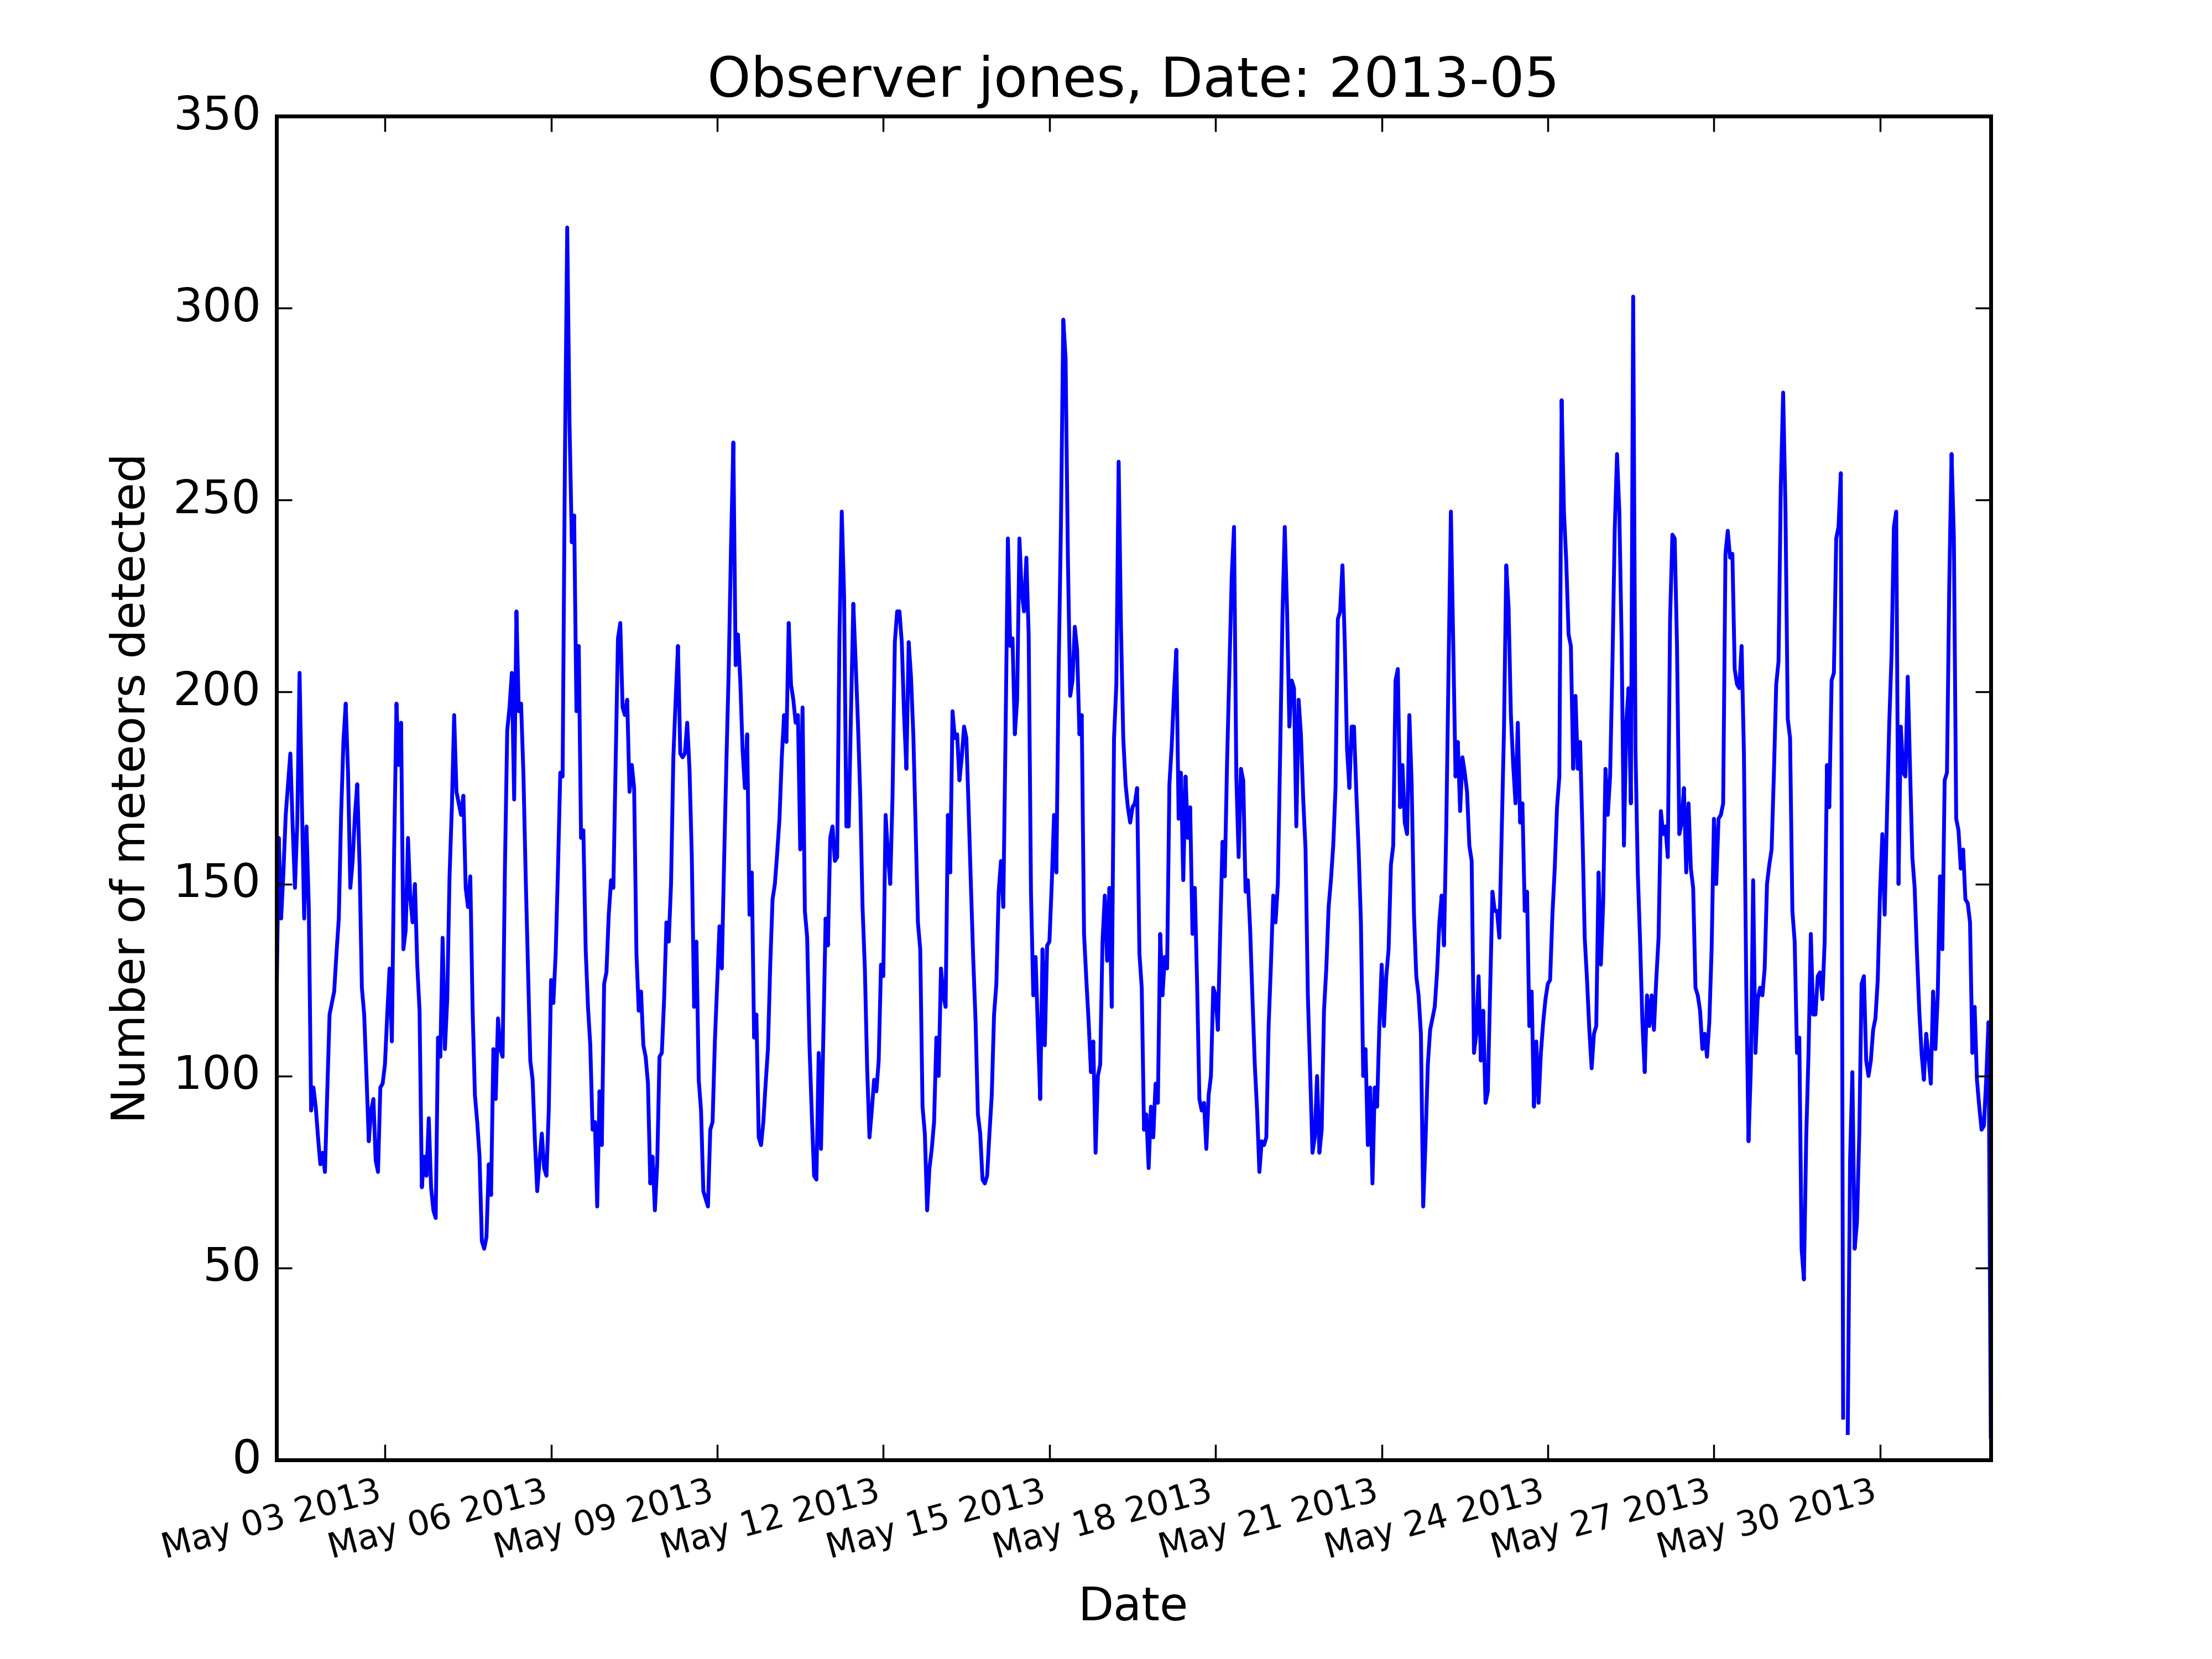 Observer jones, Date: 2013-05
350
300
250
200
150
100
50
0
Number of meteors detected
May 03 2013
May 06 2013
May 09 2013
May 12 2013
May 15 2013
May 18 2013
May 21 2013
May 24 2013
May 27 2013
May 30 2013
Date